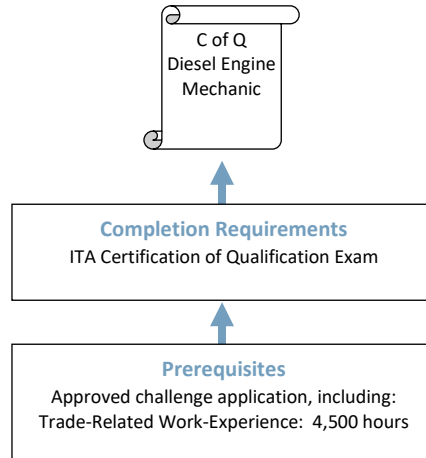 C of Q
Diesel Engine
Mechanic
Completion Requirements
ITA Certification of Qualification Exam
Prerequisites
Approved challenge application, including:
Trade-Related Work-Experience:  4,500 hours